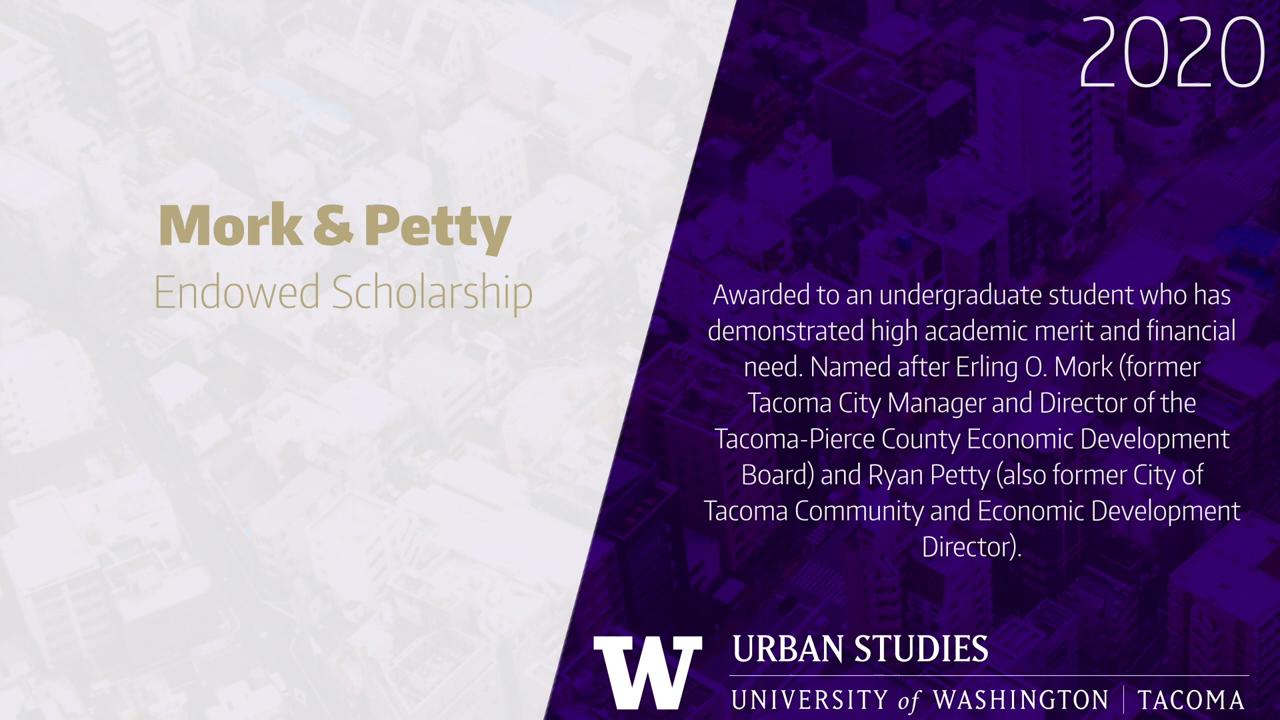 2020
Mork & Petty
Endowed Scholarship
Awarded to an undergraduate student who has
demonstrated high academic merit and financial
need. Named after Erling O. Mork (former
Tacoma City Manager and Director of the
Tacoma-Pierce County Economic Development
Board) and Ryan Petty (also former City of
Tacoma Community and Economic Development
Director).
W
URBAN STUDIES
UNIVERSITY of WASHINGTON | TACOMA